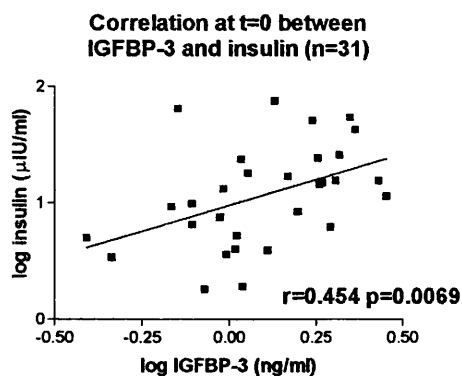 Correlation at t=0 between
IGFBP-3 and insulin (n=31)
log insulin (μIU/ml)
2
1
0
r=0.454 p=0.0069
-0.50
-0.25
0.00
0.25
0.50
log IGFBP-3 (ng/ml)